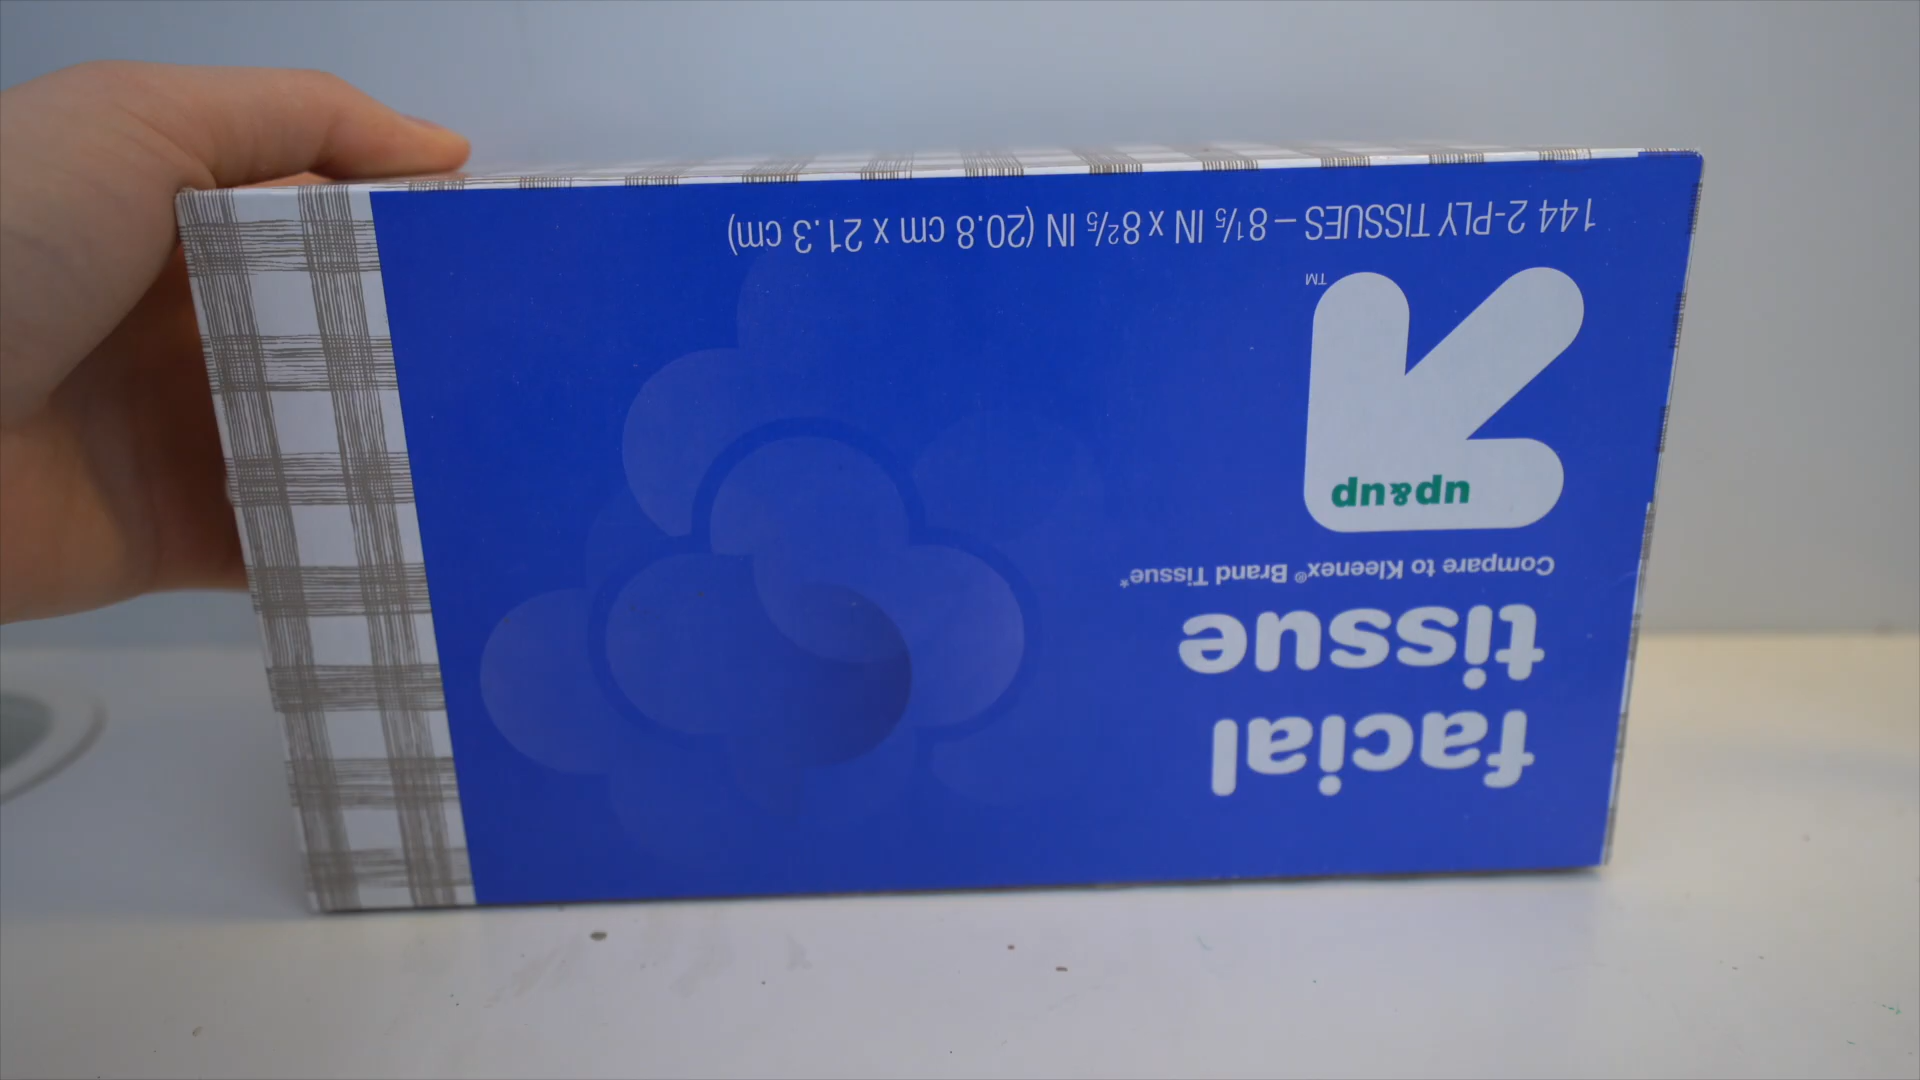 facial
tissue
Compare to Kleenex® Brand Tissue*
up&up
™
144 2-PLY TISSUES – 8 1/5 IN x 8 2/5 IN (20.8 cm x 21.3 cm)